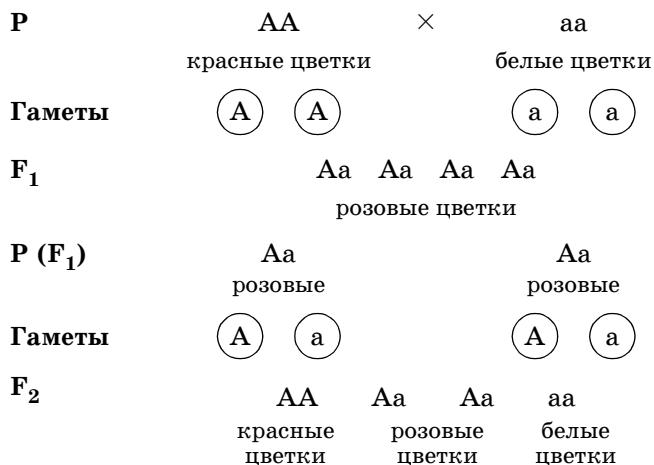 P AA × aa
красные цветки белые цветки
Гаметы A A a a
F₁ Aa Aa Aa Aa
розовые цветки
P (F₁) Aa Aa
розовые розовые
Гаметы A a A a
F₂ AA Aa Aa aa
красные розовые белые
цветки цветки цветки